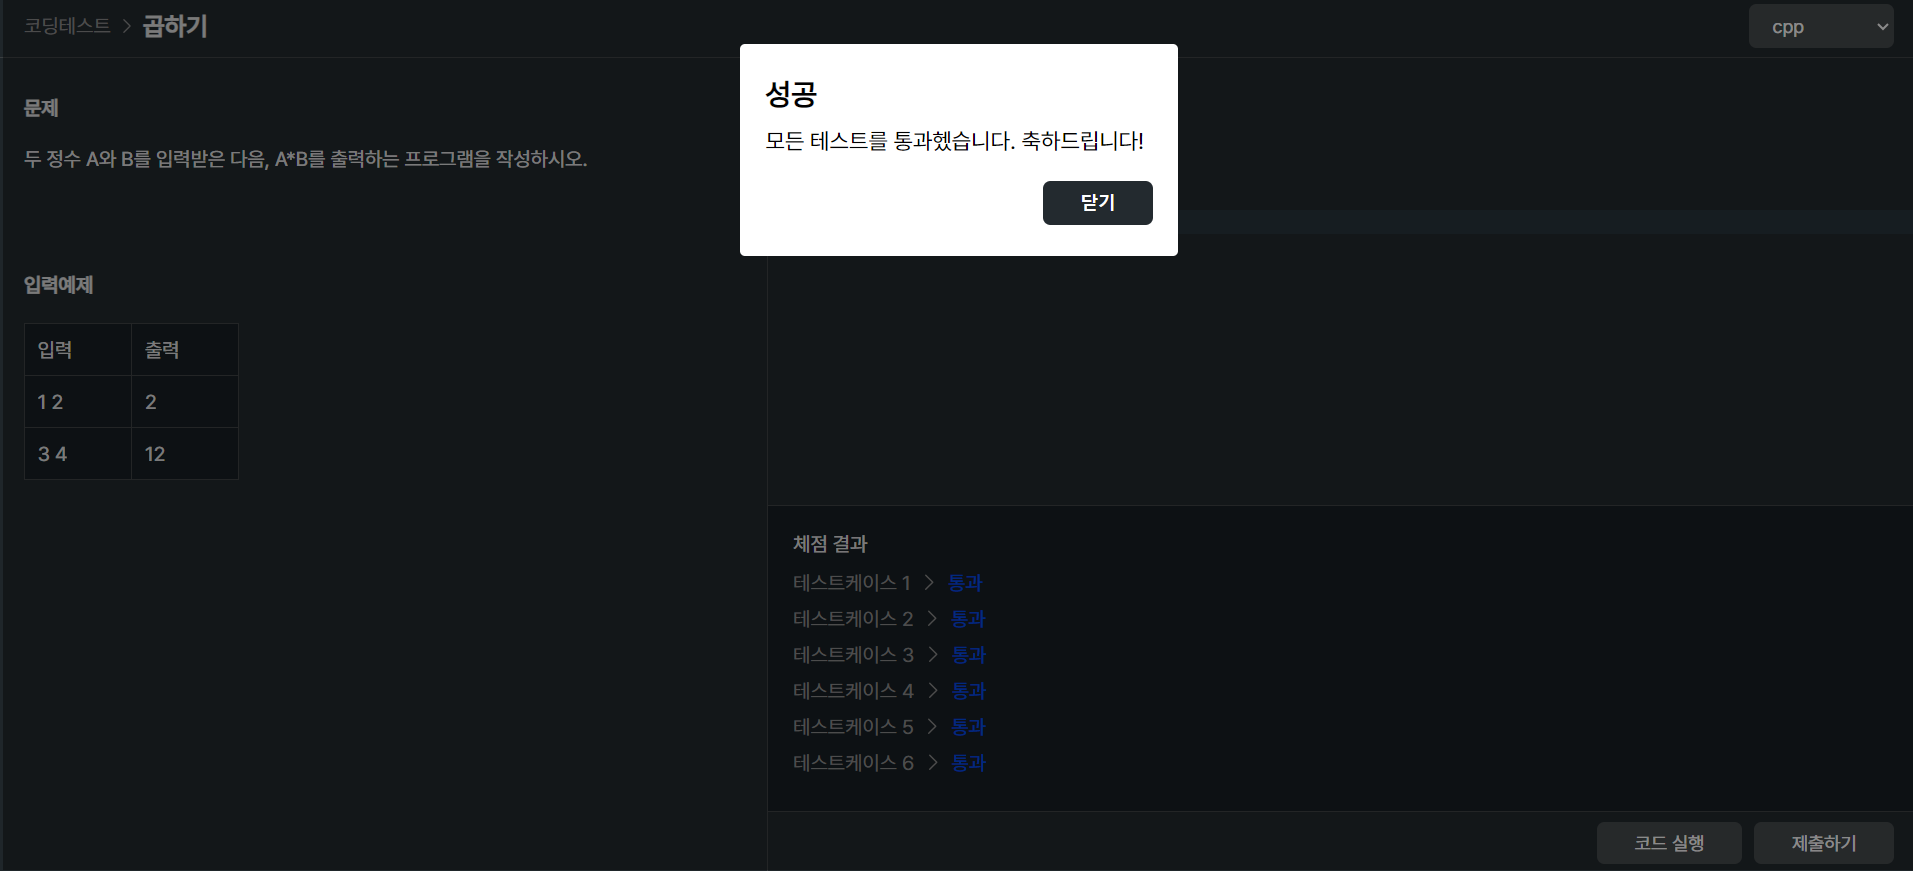 코딩테스트 > 곱하기
cpp
성공
모든 테스트를 통과헸습니다. 축하드립니다!
닫기
문제
두 정수 A와 B를 입력받은 다음, A*B를 출력하는 프로그램을 작성하시오.
입력예제
입력 출력
1 2 2
3 4 12
체점 결과
테스트케이스 1 > 통과
테스트케이스 2 > 통과
테스트케이스 3 > 통과
테스트케이스 4 > 통과
테스트케이스 5 > 통과
테스트케이스 6 > 통과
코드 실행
제출하기